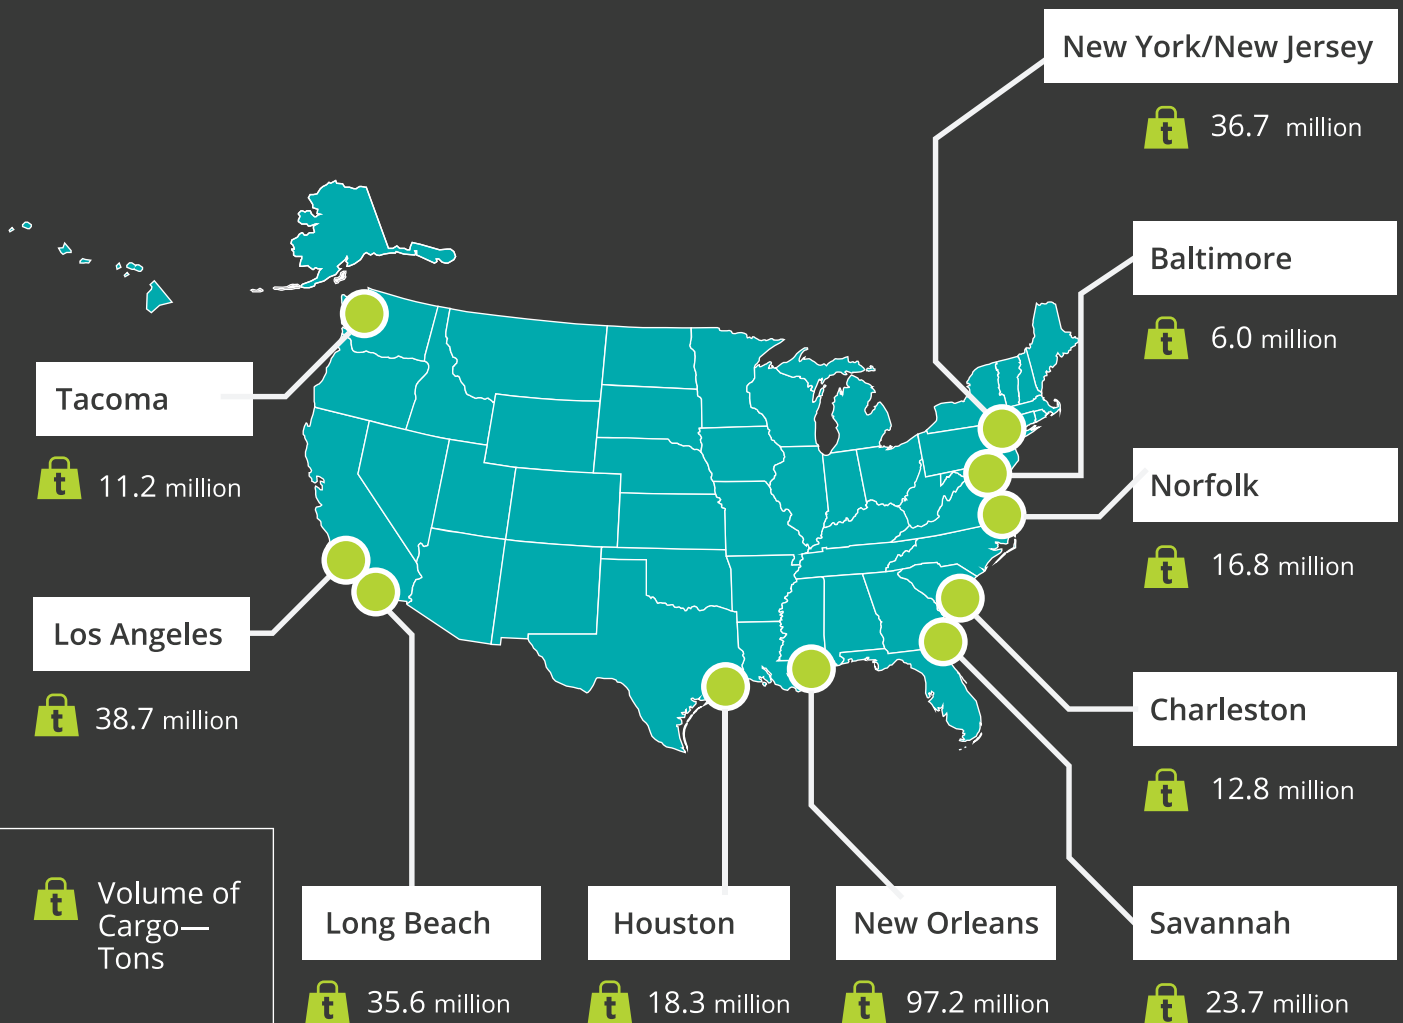 New York/New Jersey
t 36.7 million
Baltimore
t 6.0 million
Tacoma
t 11.2 million
Norfolk
t 16.8 million
Los Angeles
t 38.7 million
Charleston
t 12.8 million
t Volume of
Cargo—
Tons
Long Beach
t 35.6 million
Houston
t 18.3 million
New Orleans
t 97.2 million
Savannah
t 23.7 million